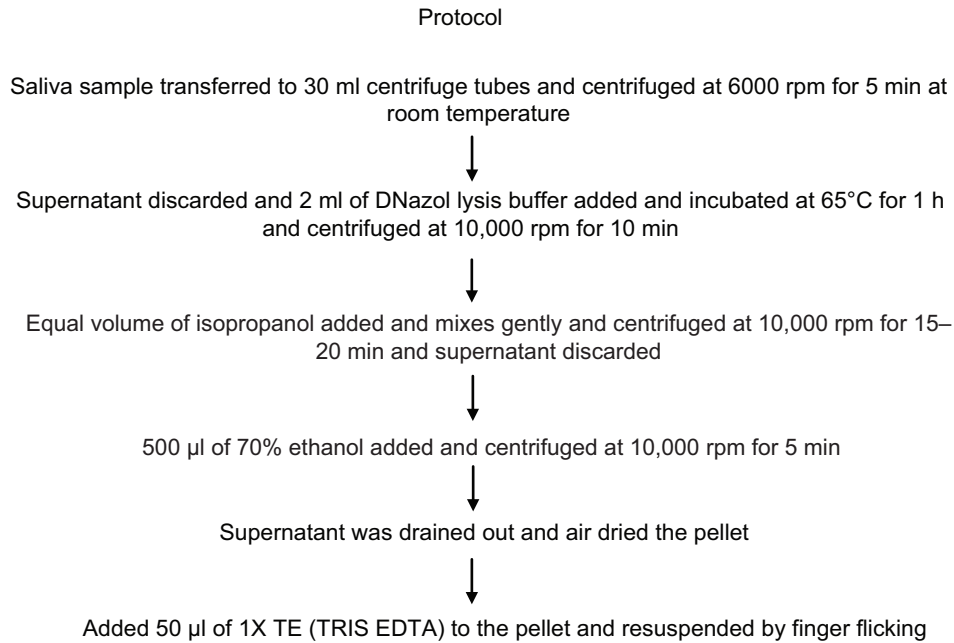 Protocol
Saliva sample transferred to 30 ml centrifuge tubes and centrifuged at 6000 rpm for 5 min at
room temperature
Supernatant discarded and 2 ml of DNazol lysis buffer added and incubated at 65°C for 1 h
and centrifuged at 10,000 rpm for 10 min
Equal volume of isopropanol added and mixes gently and centrifuged at 10,000 rpm for 15–
20 min and supernatant discarded
500 µl of 70% ethanol added and centrifuged at 10,000 rpm for 5 min
Supernatant was drained out and air dried the pellet
Added 50 µl of 1X TE (TRIS EDTA) to the pellet and resuspended by finger flicking